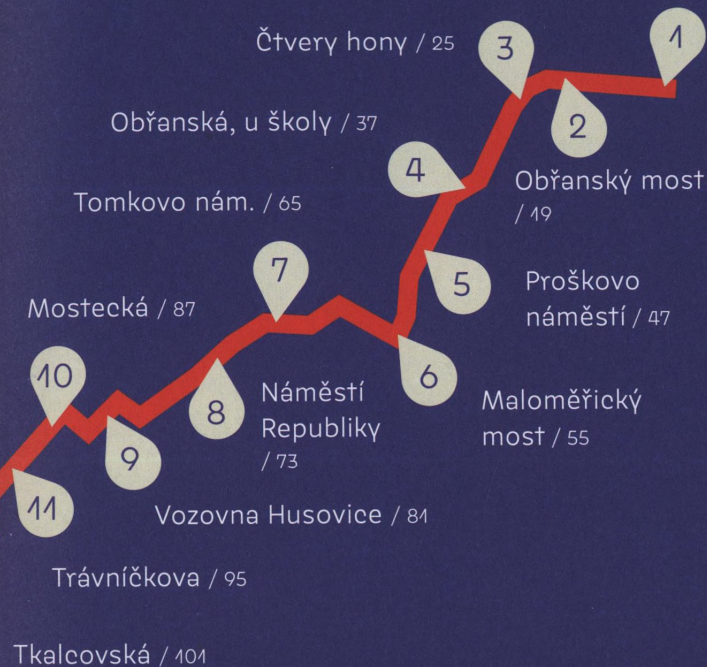 1
Čtvery hony / 25
3
2
Obřanská, u školy / 37
4
Obřanský most
/ 19
Tomkovo nám. / 65
7
5
Proškovo
náměstí / 47
Mostecká / 87
10
6
8
Náměstí
Republiky
/ 73
Maloměřický
most / 55
9
11
Vozovna Husovice / 81
Trávníčkova / 95
Tkalcovská / 101